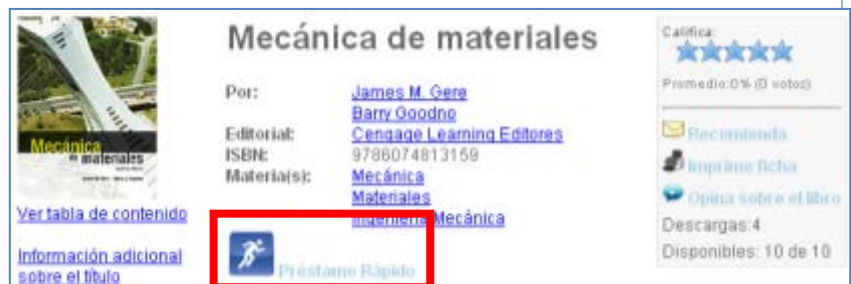 Mecánica de materiales
Por:
James M. Gere
Barry Goodno
Editorial:
Cengage Learning Editores
ISBN:
9786074813159
Materia(s):
Mecánica
Materiales
Ingeniería Mecánica
Préstamo Rápido
Mecánica
de materiales
Ver tabla de contenido
Información adicional
sobre el título
Califica:
Promedio:0% (0 votos)
Recomienda
Imprime ficha
Opina sobre el libro
Descargas:4
Disponibles: 10 de 10